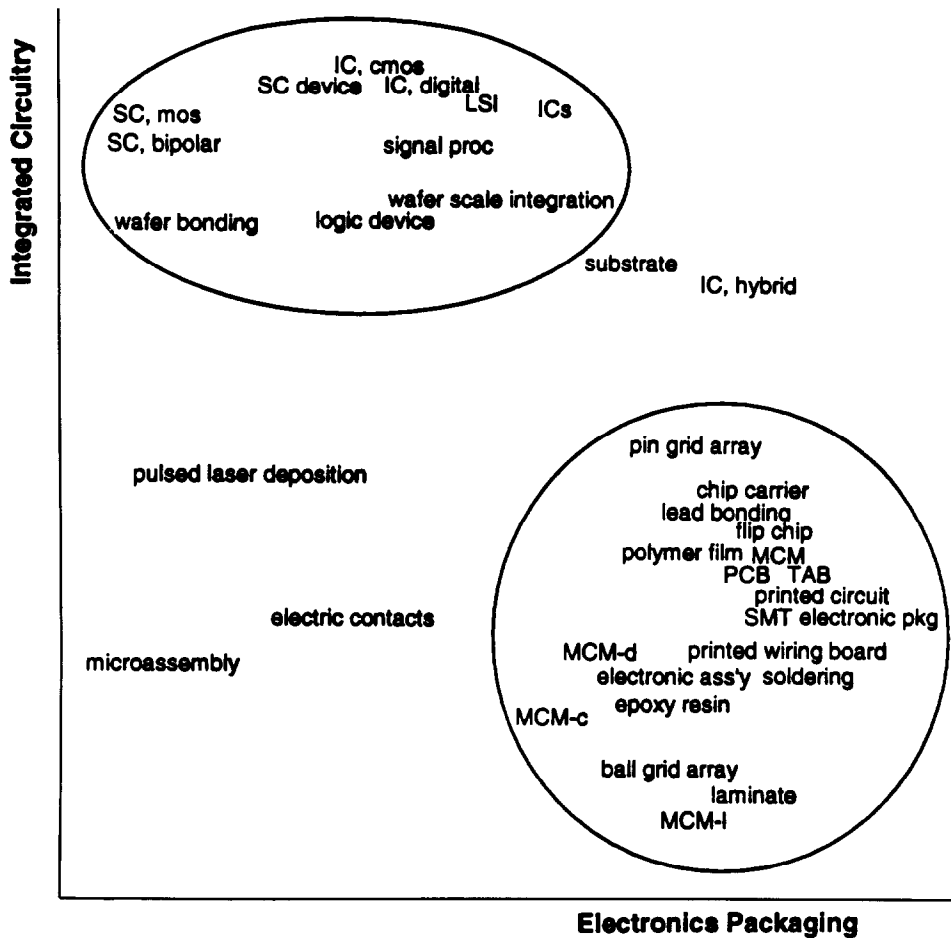 Integrated Circuitry
IC, cmos
SC device IC, digital
LSI
ICs
SC, mos
SC, bipolar
signal proc
wafer scale integration
wafer bonding
logic device
substrate
IC, hybrid
pin grid array
pulsed laser deposition
chip carrier
lead bonding
flip chip
polymer film MCM
PCB TAB
printed circuit
electric contacts
SMT electronic pkg
microassembly
MCM-d
printed wiring board
electronic ass'y soldering
epoxy resin
MCM-c
ball grid array
laminate
MCM-l
Electronics Packaging